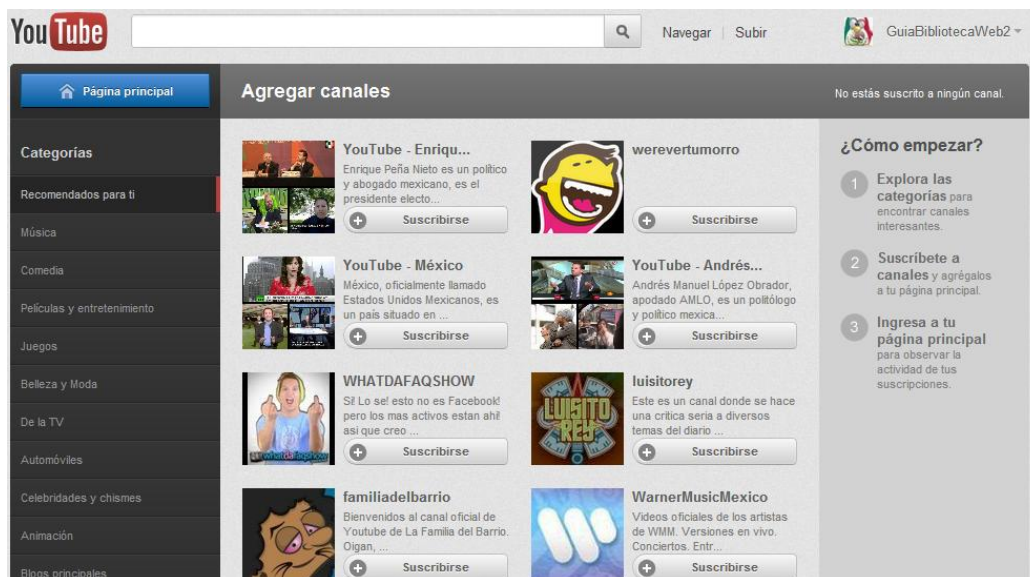 YouTube
Navegar | Subir
GuiaBibliotecaWeb2
Página principal
Agregar canales
No estás suscrito a ningún canal.
Categorías
Recomendados para ti
Música
Comedia
Películas y entretenimiento
Juegos
Belleza y Moda
De la TV
Automóviles
Celebridades y chismes
Animación
Blogs principales
YouTube - Enriqu...
Enrique Peña Nieto es un político
y abogado mexicano, es el
presidente electo...
Suscribirse
werevertumorro
Suscribirse
YouTube - México
México, oficialmente llamado
Estados Unidos Mexicanos, es
un país situado en ...
Suscribirse
YouTube - Andrés...
Andrés Manuel López Obrador,
apodado AMLO, es un politólogo
y político mexica...
Suscribirse
WHATDAFAQSHOW
Si! Lo se! esto no es Facebook!
pero los mas activos estan ahi!
asi que creo ...
Suscribirse
whatdafaqshow
luisitorey
Este es un canal donde se hace
una critica seria a diversos
temas del diario ...
Suscribirse
LUISITO
REY
familiadelbarrio
Bienvenidos al canal oficial de
Youtube de La Familia del Barrio.
Oigan, ...
Suscribirse
WarnerMusicMexico
Videos oficiales de los artistas
de WMM. Versiones en vivo.
Conciertos. Entr...
Suscribirse
¿Cómo empezar?
1 Explora las
categorías para
encontrar canales
interesantes.
2 Suscríbete a
canales y agrégalos
a tu página principal.
3 Ingresa a tu
página principal
para observar la
actividad de tus
suscripciones.